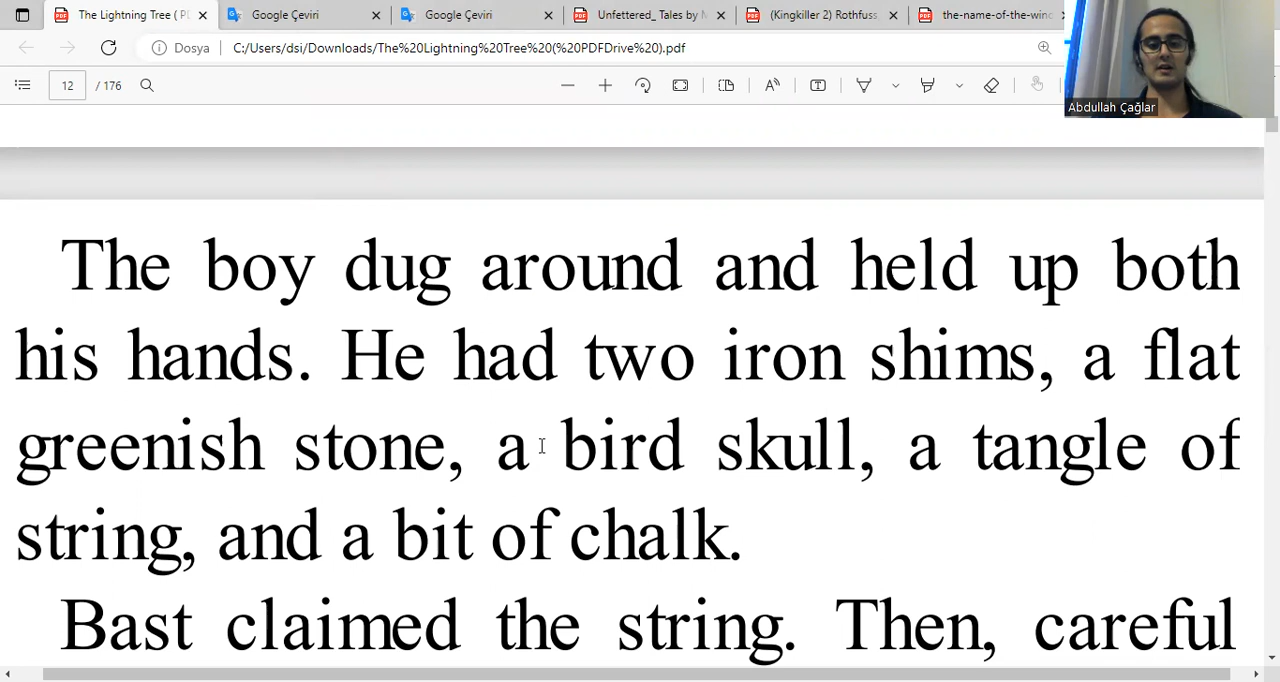 The Lightning Tree ( P
Google Çeviri
Google Çeviri
Unfettered_ Tales by
(Kingkiller 2) Rothfuss
the-name-of-the-winc
Dosya
C:/Users/dsi/Downloads/The%20Lightning%20Tree%20(%20PDFDrive%20).pdf
12 / 176
Abdullah Çağlar
The boy dug around and held up both
his hands. He had two iron shims, a flat
greenish stone, a bird skull, a tangle of
string, and a bit of chalk.
Bast claimed the string. Then, careful